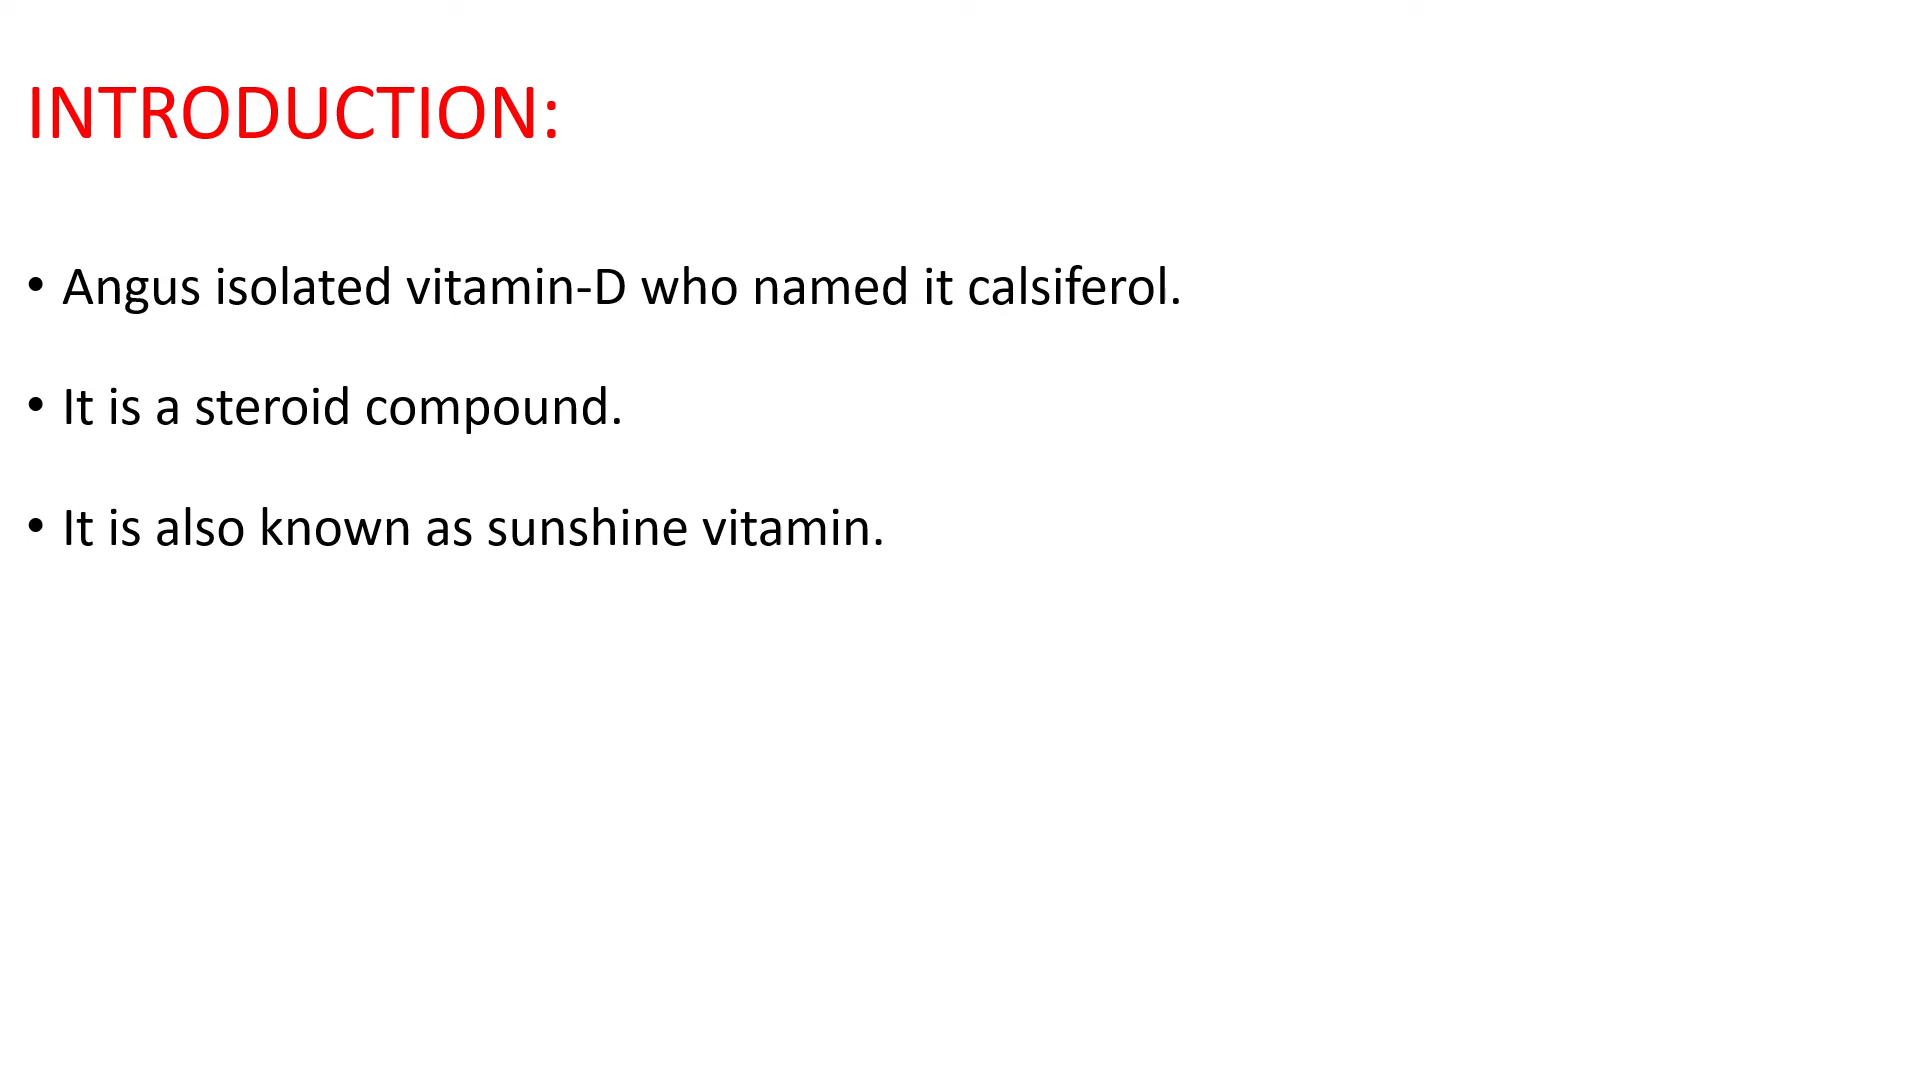 INTRODUCTION:
• Angus isolated vitamin-D who named it calsiferol.
• It is a steroid compound.
• It is also known as sunshine vitamin.